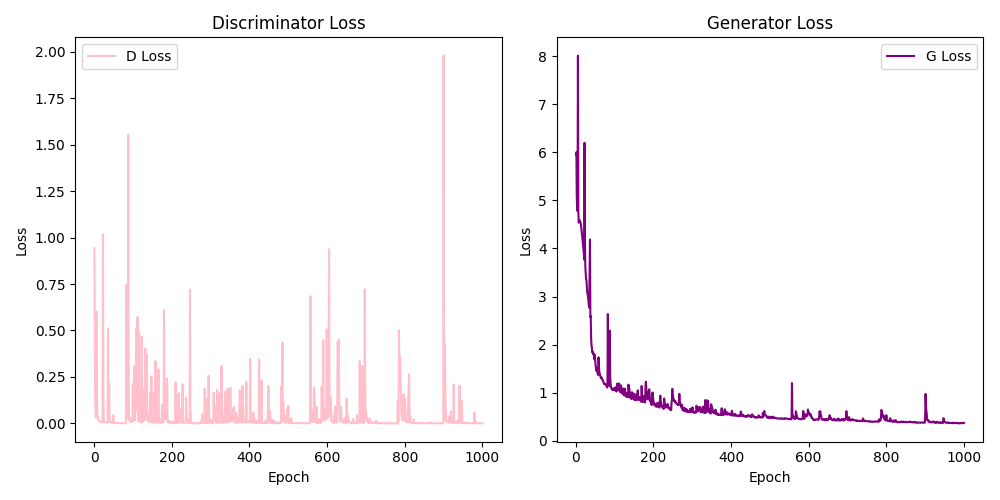 Discriminator Loss
D Loss
2.00
1.75
1.50
1.25
1.00
0.75
0.50
0.25
0.00
Loss
0 200 400 600 800 1000
Epoch
Generator Loss
G Loss
8
7
6
5
4
3
2
1
0
Loss
0 200 400 600 800 1000
Epoch